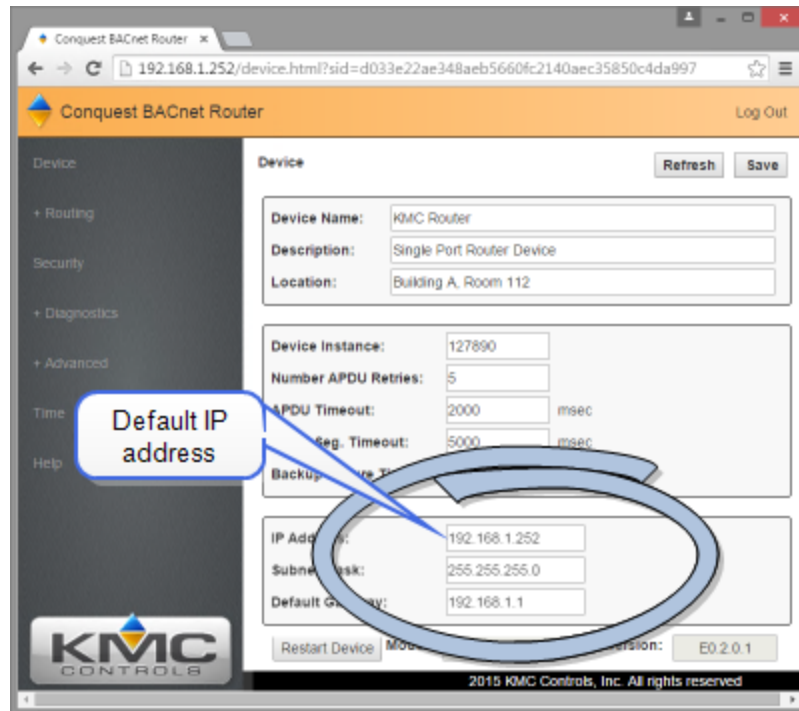 Conquest BACnet Router
192.168.1.252/device.html?sid=d033e22ae348aeb5660fc2140aec35850c4da997
Conquest BACnet Router
Log Out
Device
+ Routing
Security
+ Diagnostics
+ Advanced
Time
Help
Device
Refresh
Save
Device Name: KMC Router
Description: Single Port Router Device
Location: Building A, Room 112
Device Instance: 127890
Number APDU Retries: 5
APDU Timeout: 2000 msec
Seg. Timeout: 5000 msec
Backup
Default IP
address
IP 192.168.1.252
255.255.255.0
Default 192.168.1.1
Restart Device
E0.2.0.1
KMC
CONTROLS
2015 KMC Controls, Inc. All rights reserved